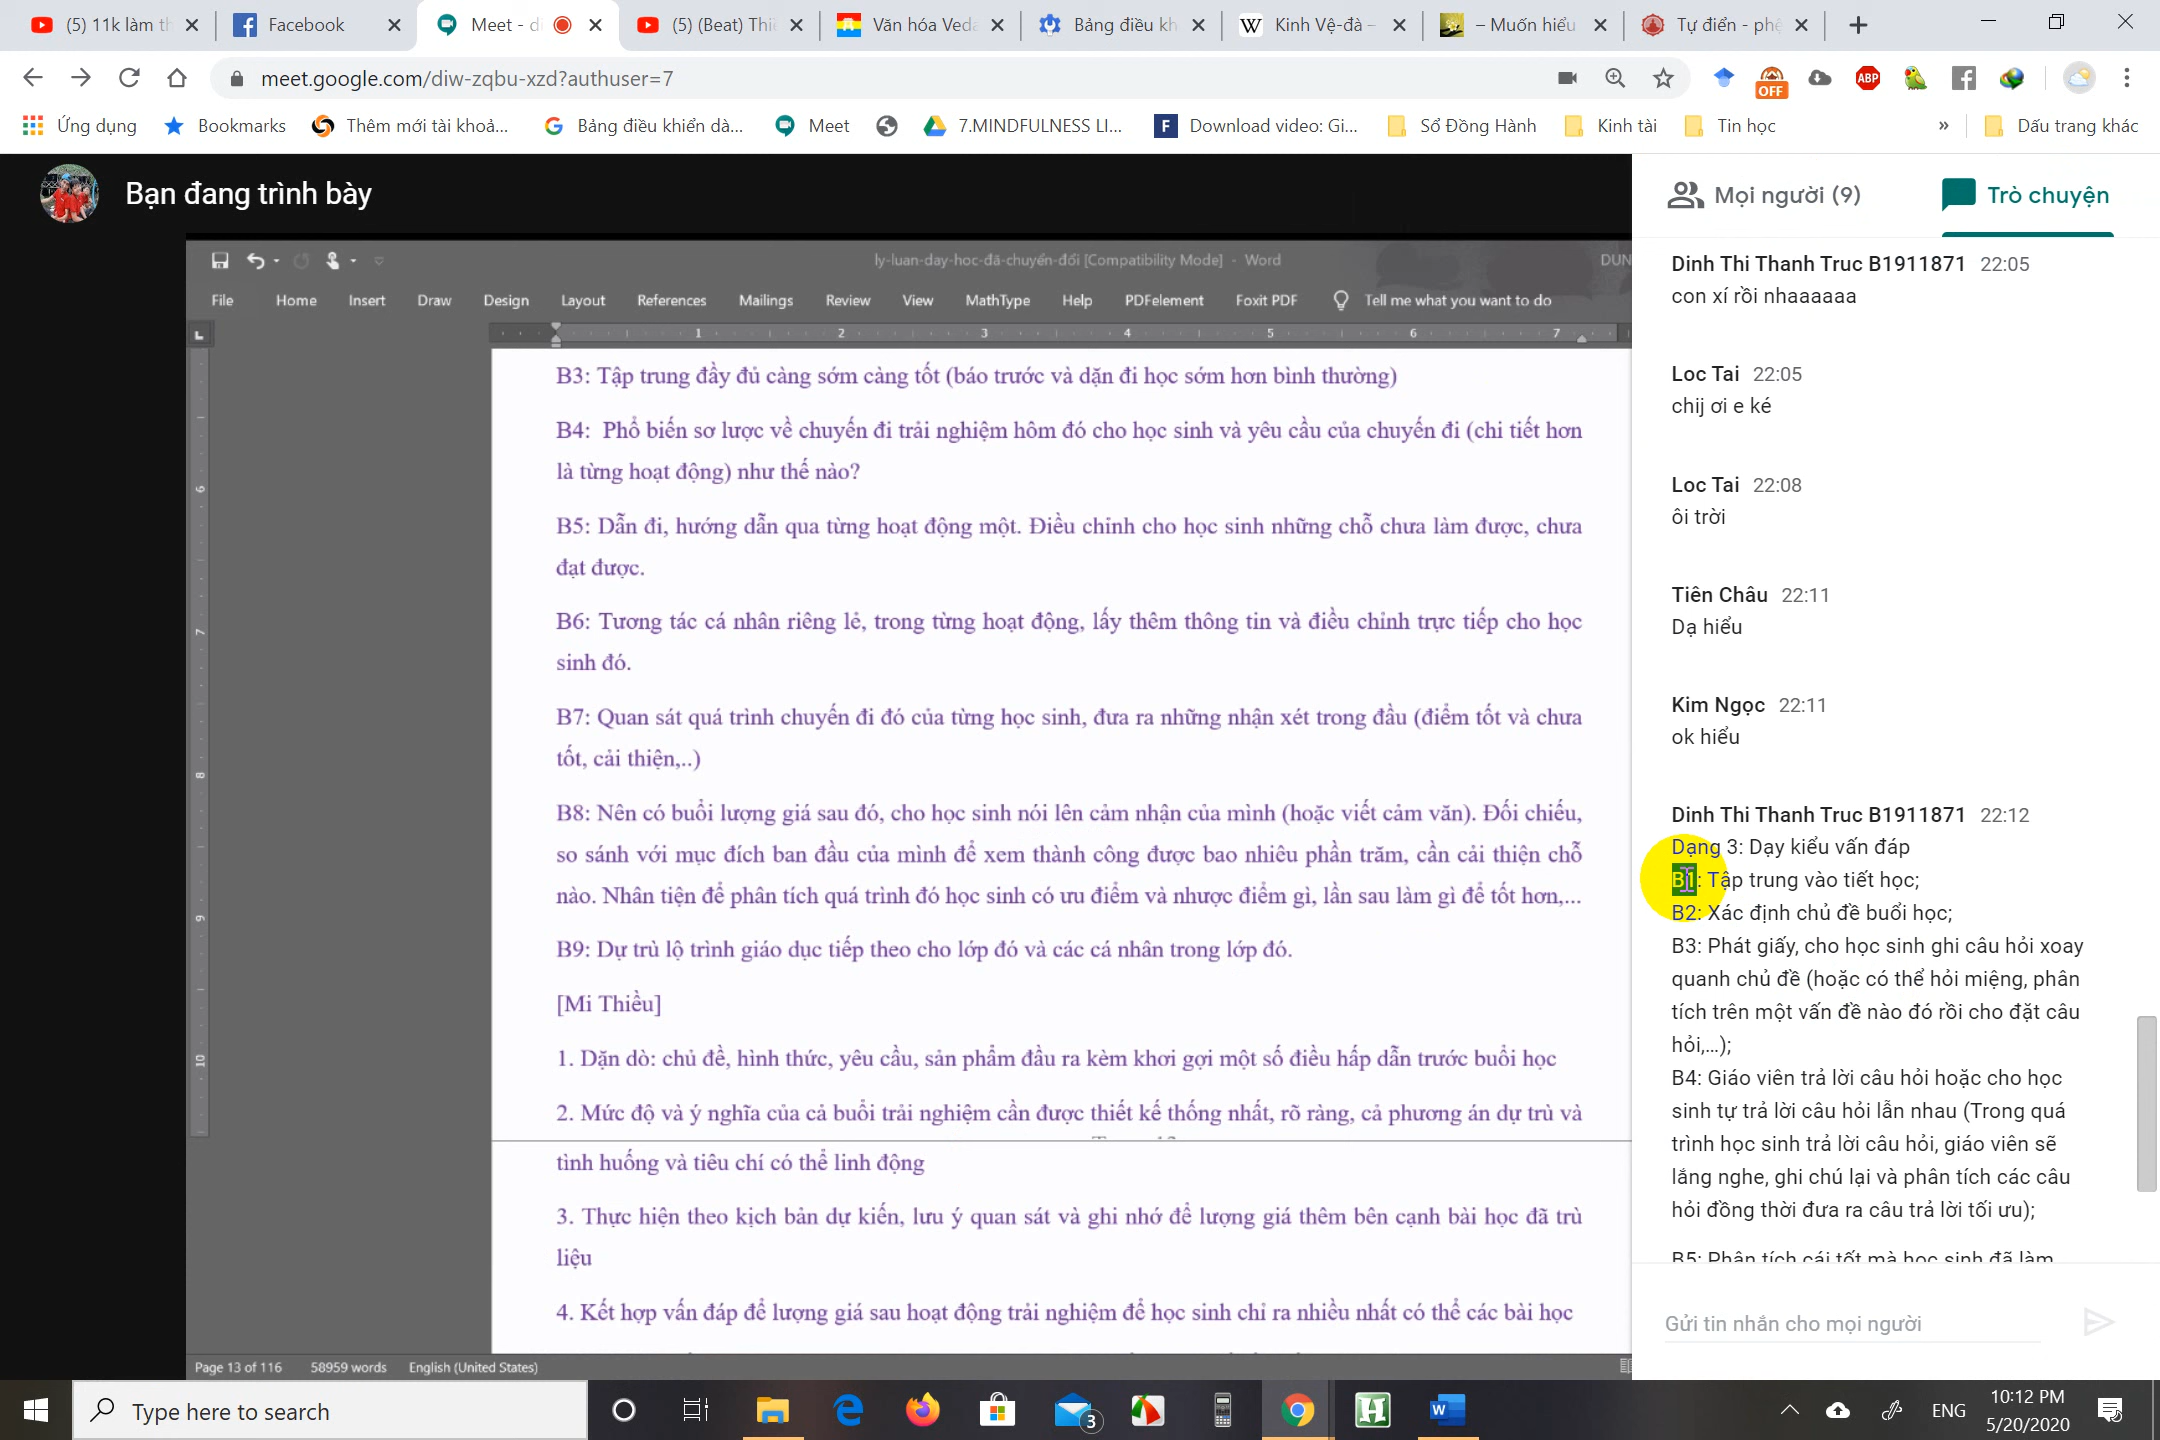 (5) 11k làm th
Facebook
Meet - d
(5) (Beat) Thi
Văn hóa Veda
Bảng điều kh
Kinh Vệ-đà –
– Muốn hiểu
Tự điển - phệ
meet.google.com/diw-zqbu-xzd?authuser=7
OFF
ABP
Ứng dụng
Bookmarks
Thêm mới tài khoả...
Bảng điều khiển dà...
Meet
7.MINDFULNESS LI...
Download video: Gi...
Sổ Đồng Hành
Kinh tài
Tin học
»
Dấu trang khác
Bạn đang trình bày
ly-luan-day-hoc-đã-chuyển-đổi [Compatibility Mode] - Word
DUN
File Home Insert Draw Design Layout References Mailings Review View MathType Help PDFelement Foxit PDF Tell me what you want to do
1 2 3 4 5 6 7
B3: Tập trung đầy đủ càng sớm càng tốt (báo trước và dặn đi học sớm hơn bình thường)
B4: Phổ biến sơ lược về chuyến đi trải nghiệm hôm đó cho học sinh và yêu cầu của chuyến đi (chi tiết hơn
là từng hoạt động) như thế nào?
B5: Dẫn đi, hướng dẫn qua từng hoạt động một. Điều chỉnh cho học sinh những chỗ chưa làm được, chưa
đạt được.
B6: Tương tác cá nhân riêng lẻ, trong từng hoạt động, lấy thêm thông tin và điều chỉnh trực tiếp cho học
sinh đó.
B7: Quan sát quá trình chuyến đi đó của từng học sinh, đưa ra những nhận xét trong đầu (điểm tốt và chưa
tốt, cải thiện,..)
B8: Nên có buổi lượng giá sau đó, cho học sinh nói lên cảm nhận của mình (hoặc viết cảm văn). Đối chiếu,
so sánh với mục đích ban đầu của mình để xem thành công được bao nhiêu phần trăm, cần cải thiện chỗ
nào. Nhân tiện để phân tích quá trình đó học sinh có ưu điểm và nhược điểm gì, lần sau làm gì để tốt hơn,...
B9: Dự trù lộ trình giáo dục tiếp theo cho lớp đó và các cá nhân trong lớp đó.
[Mi Thiều]
1. Dặn dò: chủ đề, hình thức, yêu cầu, sản phẩm đầu ra kèm khơi gợi một số điều hấp dẫn trước buổi học
2. Mức độ và ý nghĩa của cả buổi trải nghiệm cần được thiết kế thống nhất, rõ ràng, cả phương án dự trù và
tình huống và tiêu chí có thể linh động
3. Thực hiện theo kịch bản dự kiến, lưu ý quan sát và ghi nhớ để lượng giá thêm bên cạnh bài học đã trù
liệu
4. Kết hợp vấn đáp để lượng giá sau hoạt động trải nghiệm để học sinh chỉ ra nhiều nhất có thể các bài học
6
7
8
9
10
Page 13 of 116 58959 words English (United States)
Mọi người (9)
Trò chuyện
Dinh Thi Thanh Truc B1911871 22:05
con xí rồi nhaaaaaa
Loc Tai 22:05
chij ơi e ké
Loc Tai 22:08
ôi trời
Tiên Châu 22:11
Dạ hiểu
Kim Ngọc 22:11
ok hiểu
Dinh Thi Thanh Truc B1911871 22:12
Dạng 3: Dạy kiểu vấn đáp
B1: Tập trung vào tiết học;
B2: Xác định chủ đề buổi học;
B3: Phát giấy, cho học sinh ghi câu hỏi xoay
quanh chủ đề (hoặc có thể hỏi miệng, phân
tích trên một vấn đề nào đó rồi cho đặt câu
hỏi,...);
B4: Giáo viên trả lời câu hỏi hoặc cho học
sinh tự trả lời câu hỏi lẫn nhau (Trong quá
trình học sinh trả lời câu hỏi, giáo viên sẽ
lắng nghe, ghi chú lại và phân tích các câu
hỏi đồng thời đưa ra câu trả lời tối ưu);
B5: Phân tích cái tốt mà học sinh đã làm
Gửi tin nhắn cho mọi người
Type here to search
3
ENG
10:12 PM
5/20/2020